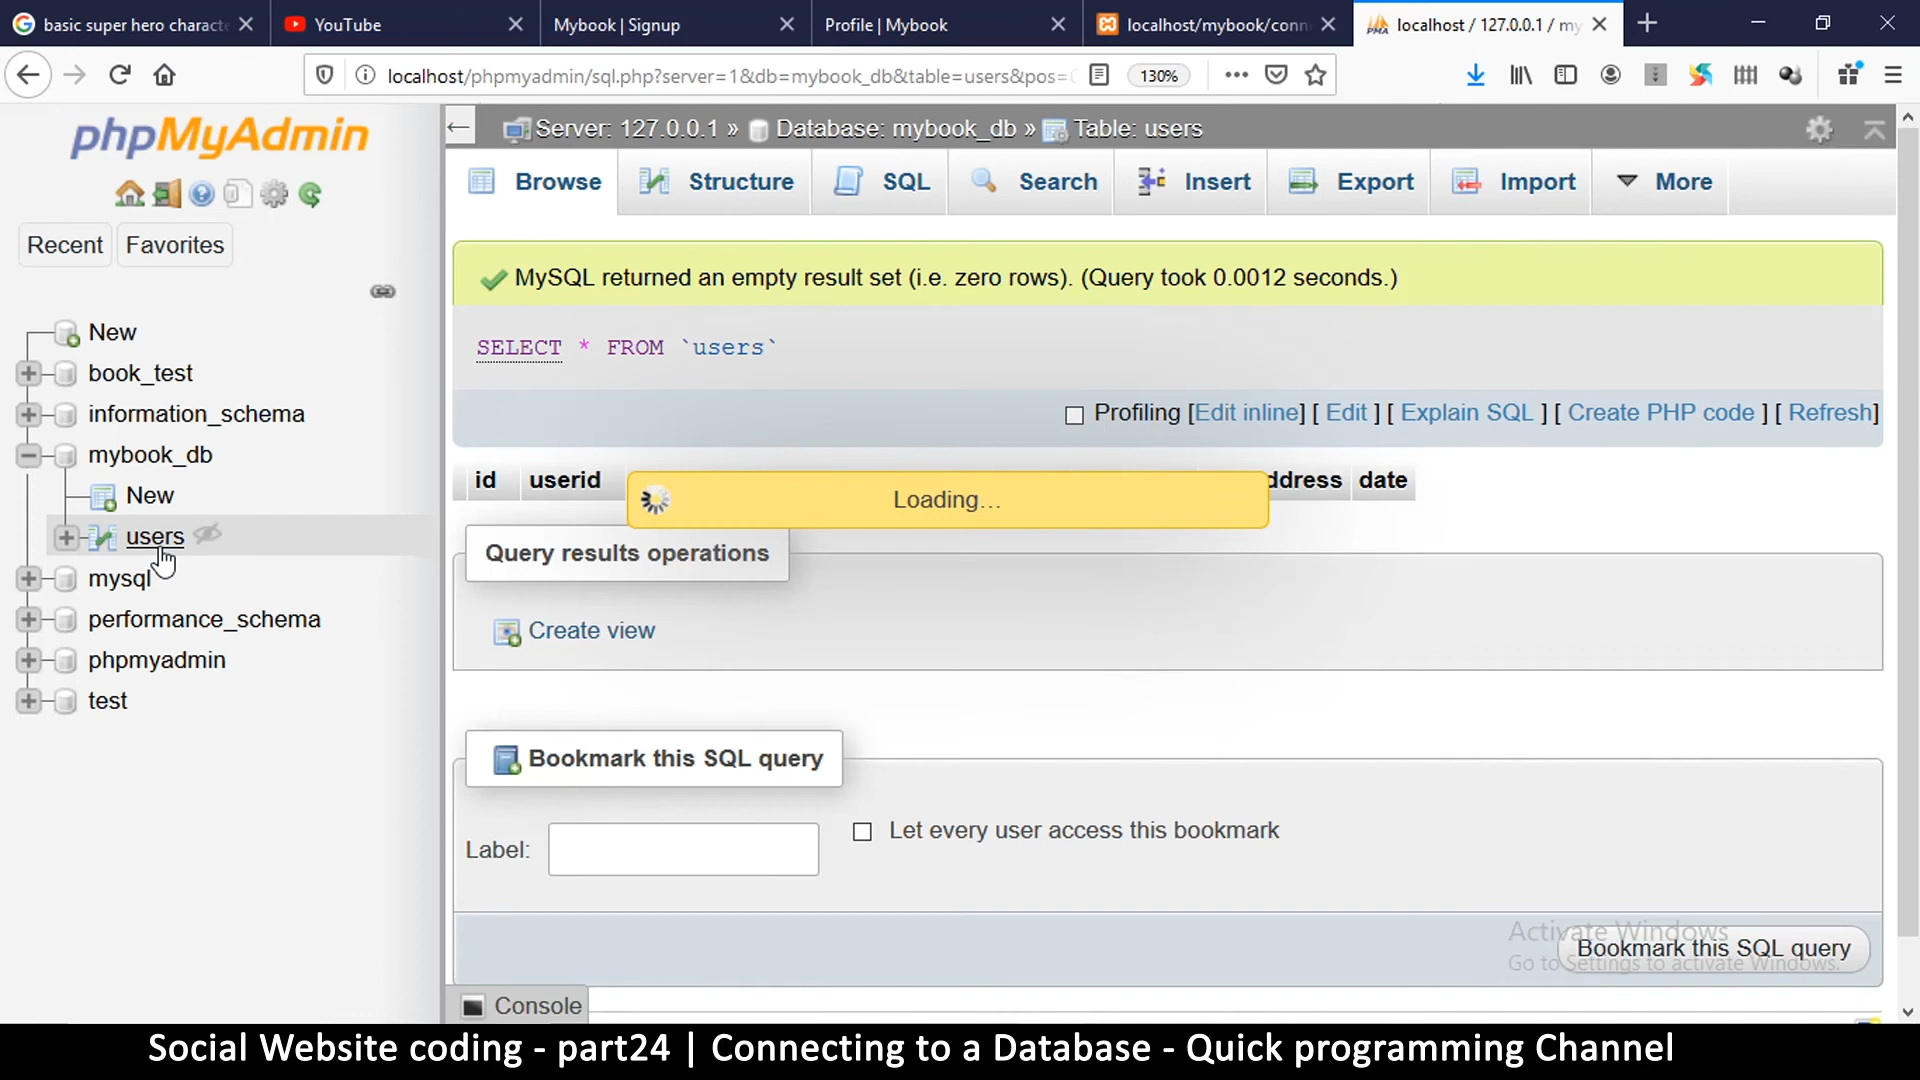 basic super hero characte
YouTube
Mybook | Signup
Profile | Mybook
localhost/mybook/conn
localhost / 127.0.0.1 / my
localhost/phpmyadmin/sql.php?server=1&db=mybook_db&table=users&pos=
130%
phpMyAdmin
Recent
Favorites
New
book_test
information_schema
mybook_db
New
users
mysql
performance_schema
phpmyadmin
test
Server: 127.0.0.1 » Database: mybook_db » Table: users
Browse
Structure
SQL
Search
Insert
Export
Import
More
MySQL returned an empty result set (i.e. zero rows). (Query took 0.0012 seconds.)
SELECT * FROM `users`
Profiling [Edit inline] [ Edit ] [ Explain SQL ] [ Create PHP code ] [ Refresh]
id
userid
ddress
date
Loading…
Query results operations
Create view
Bookmark this SQL query
Label:
Let every user access this bookmark
Activate Windows
Go to Settings to activate Windows.
Bookmark this SQL query
Console
Social Website coding - part24 | Connecting to a Database - Quick programming Channel